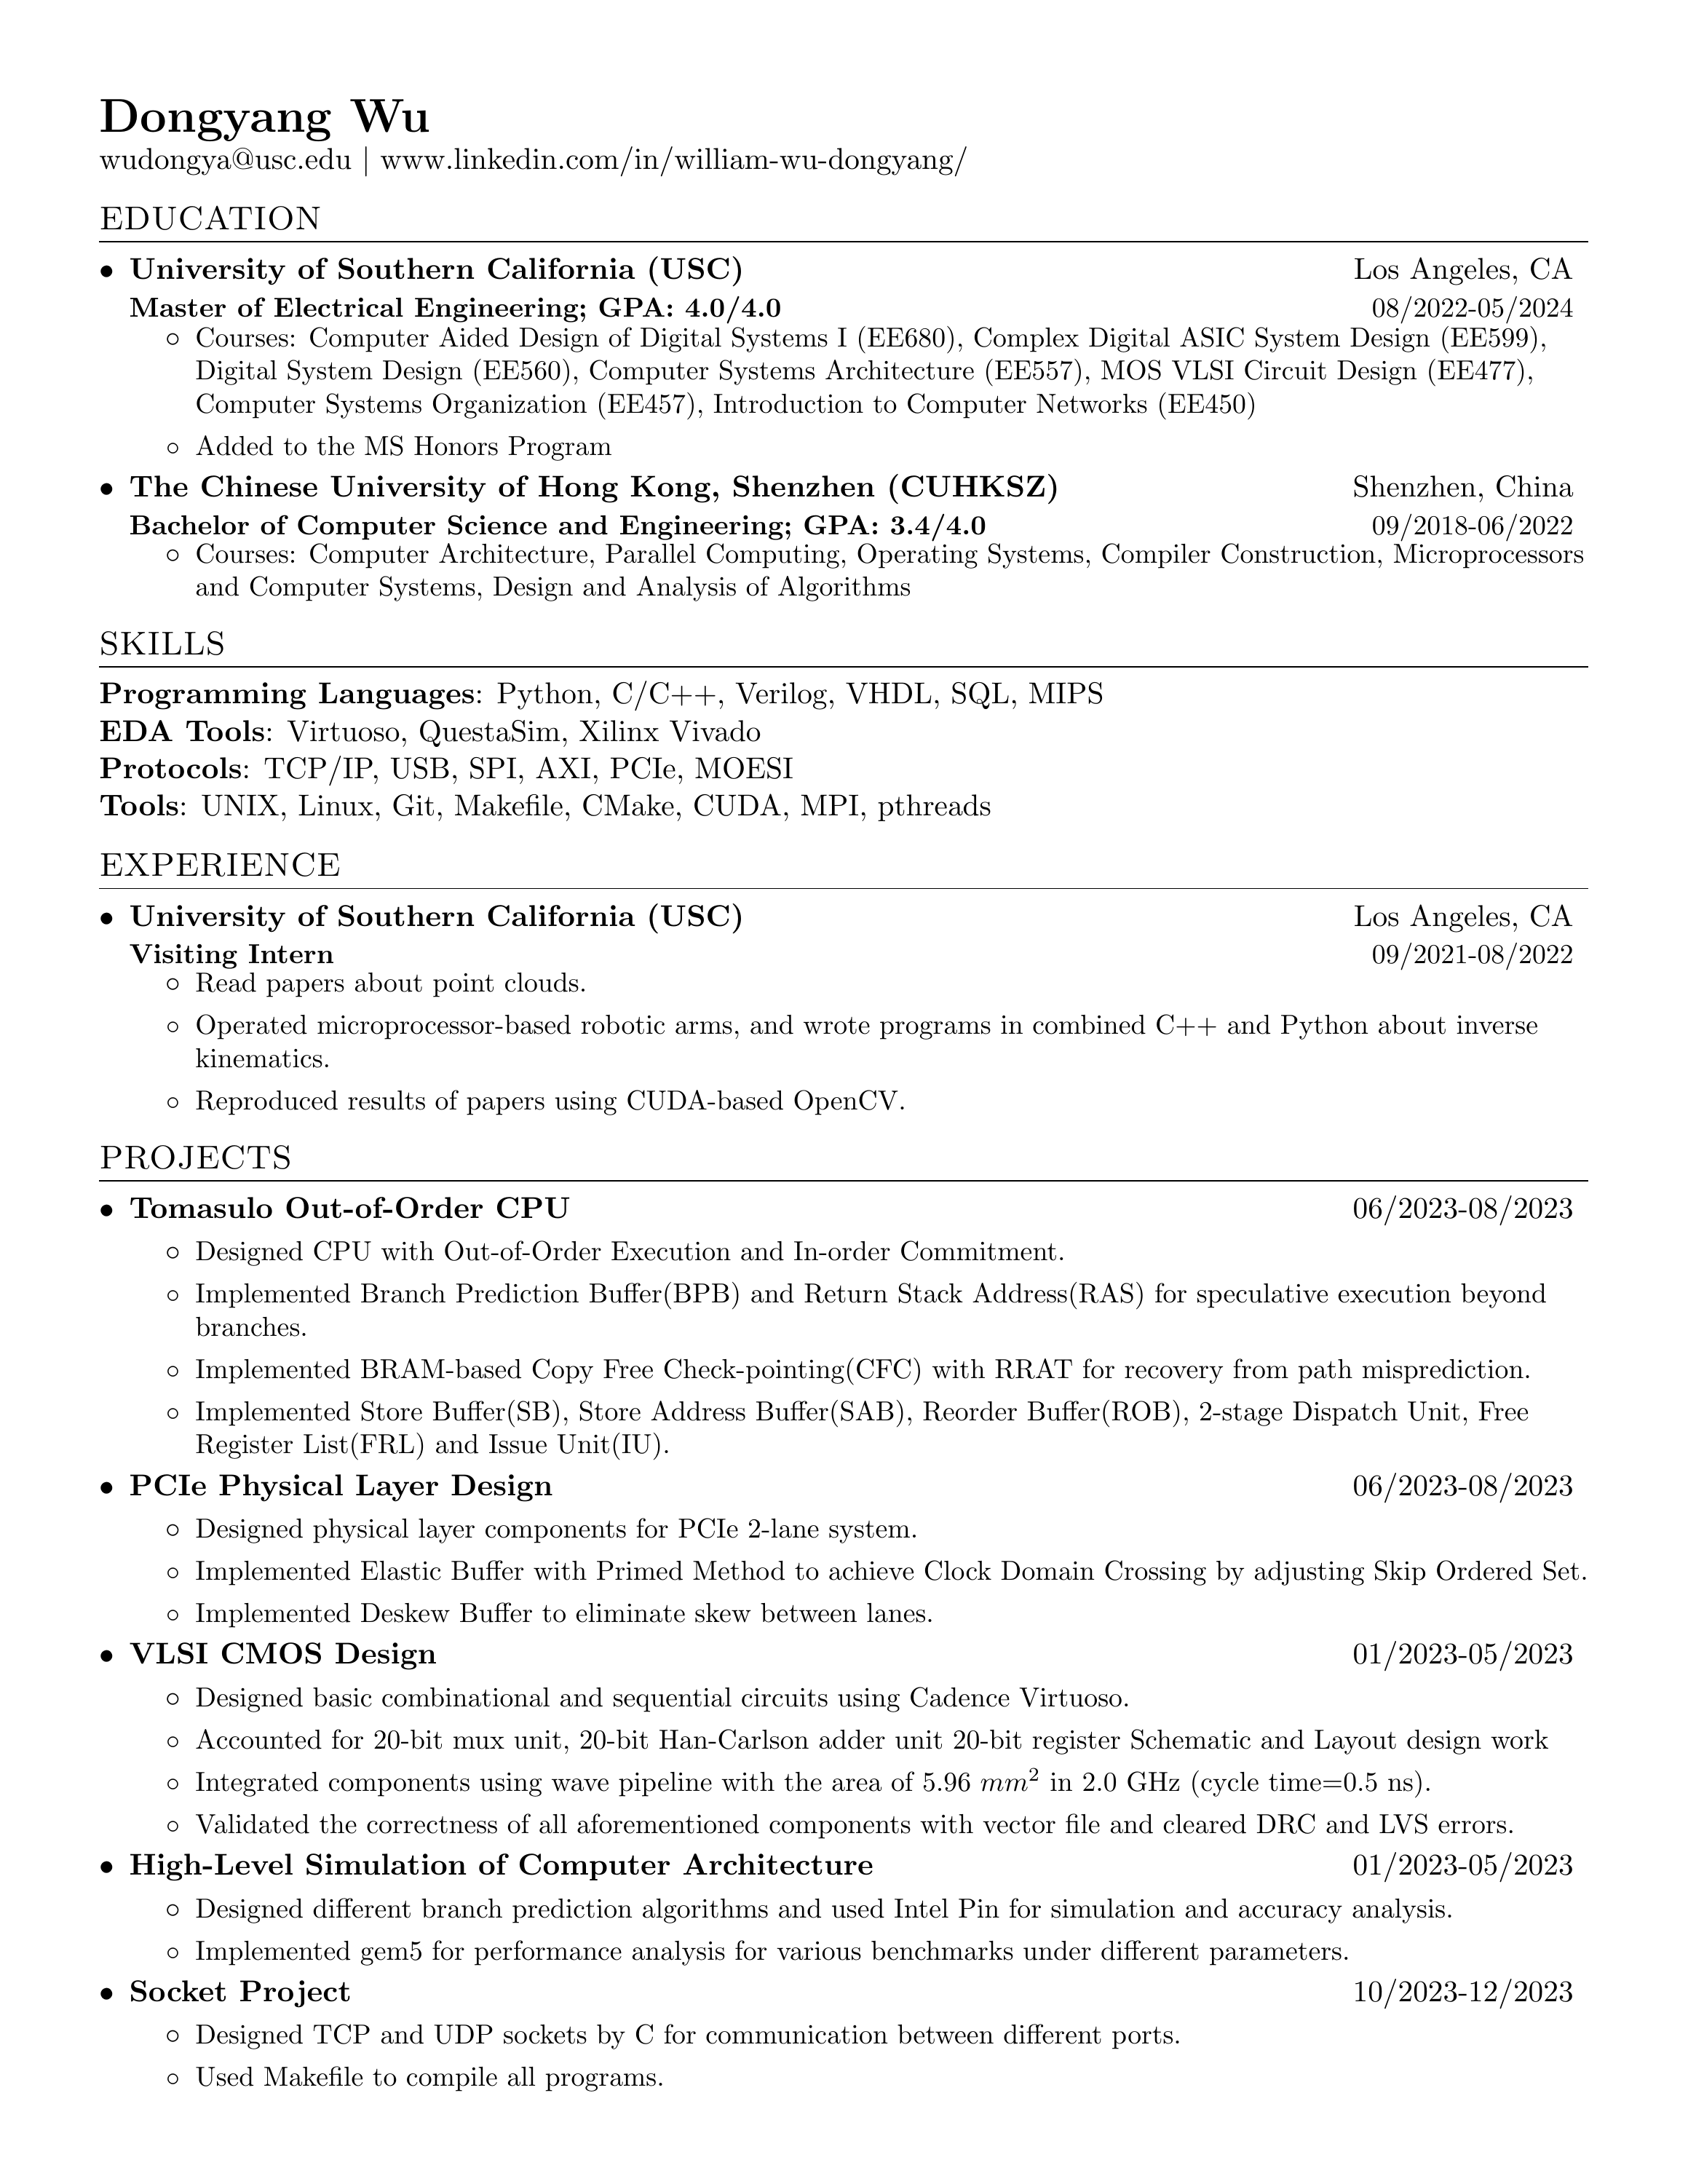 Dongyang Wu
wudongya@usc.edu | www.linkedin.com/in/william-wu-dongyang/
EDUCATION
• University of Southern California (USC) Los Angeles, CA
Master of Electrical Engineering; GPA: 4.0/4.0 08/2022-05/2024
◦ Courses: Computer Aided Design of Digital Systems I (EE680), Complex Digital ASIC System Design (EE599),
Digital System Design (EE560), Computer Systems Architecture (EE557), MOS VLSI Circuit Design (EE477),
Computer Systems Organization (EE457), Introduction to Computer Networks (EE450)
◦ Added to the MS Honors Program
• The Chinese University of Hong Kong, Shenzhen (CUHKSZ) Shenzhen, China
Bachelor of Computer Science and Engineering; GPA: 3.4/4.0 09/2018-06/2022
◦ Courses: Computer Architecture, Parallel Computing, Operating Systems, Compiler Construction, Microprocessors
and Computer Systems, Design and Analysis of Algorithms
SKILLS
Programming Languages: Python, C/C++, Verilog, VHDL, SQL, MIPS
EDA Tools: Virtuoso, QuestaSim, Xilinx Vivado
Protocols: TCP/IP, USB, SPI, AXI, PCIe, MOESI
Tools: UNIX, Linux, Git, Makefile, CMake, CUDA, MPI, pthreads
EXPERIENCE
• University of Southern California (USC) Los Angeles, CA
Visiting Intern 09/2021-08/2022
◦ Read papers about point clouds.
◦ Operated microprocessor-based robotic arms, and wrote programs in combined C++ and Python about inverse
kinematics.
◦ Reproduced results of papers using CUDA-based OpenCV.
PROJECTS
• Tomasulo Out-of-Order CPU 06/2023-08/2023
◦ Designed CPU with Out-of-Order Execution and In-order Commitment.
◦ Implemented Branch Prediction Buffer(BPB) and Return Stack Address(RAS) for speculative execution beyond
branches.
◦ Implemented BRAM-based Copy Free Check-pointing(CFC) with RRAT for recovery from path misprediction.
◦ Implemented Store Buffer(SB), Store Address Buffer(SAB), Reorder Buffer(ROB), 2-stage Dispatch Unit, Free
Register List(FRL) and Issue Unit(IU).
• PCIe Physical Layer Design 06/2023-08/2023
◦ Designed physical layer components for PCIe 2-lane system.
◦ Implemented Elastic Buffer with Primed Method to achieve Clock Domain Crossing by adjusting Skip Ordered Set.
◦ Implemented Deskew Buffer to eliminate skew between lanes.
• VLSI CMOS Design 01/2023-05/2023
◦ Designed basic combinational and sequential circuits using Cadence Virtuoso.
◦ Accounted for 20-bit mux unit, 20-bit Han-Carlson adder unit 20-bit register Schematic and Layout design work
◦ Integrated components using wave pipeline with the area of 5.96 mm² in 2.0 GHz (cycle time=0.5 ns).
◦ Validated the correctness of all aforementioned components with vector file and cleared DRC and LVS errors.
• High-Level Simulation of Computer Architecture 01/2023-05/2023
◦ Designed different branch prediction algorithms and used Intel Pin for simulation and accuracy analysis.
◦ Implemented gem5 for performance analysis for various benchmarks under different parameters.
• Socket Project 10/2023-12/2023
◦ Designed TCP and UDP sockets by C for communication between different ports.
◦ Used Makefile to compile all programs.